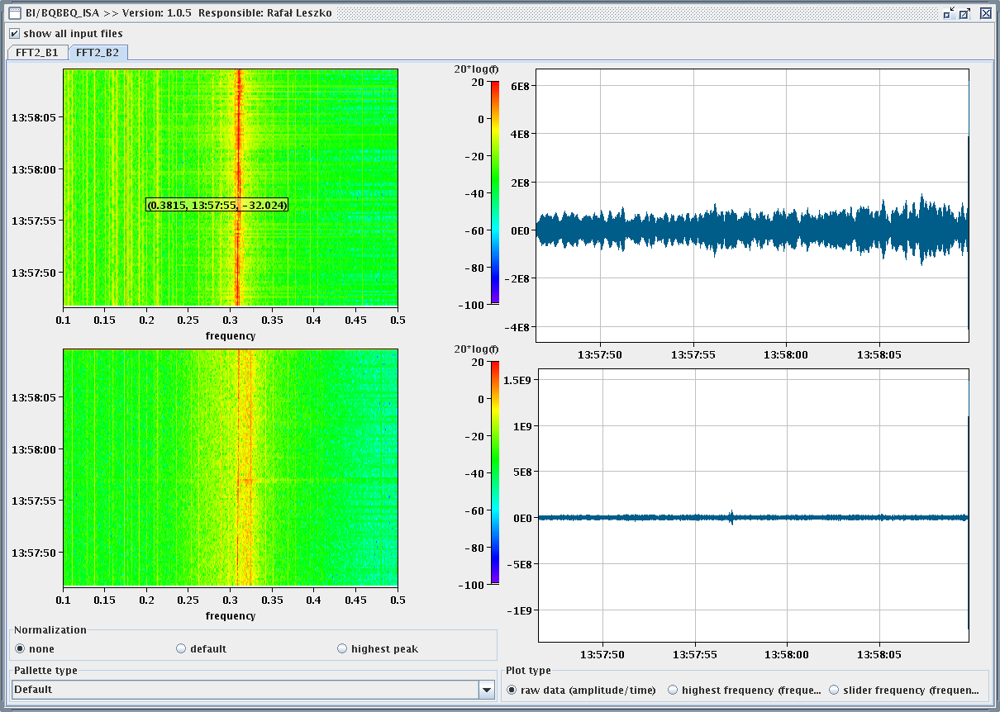 BI/BQBBQ_ISA >> Version: 1.0.5 Responsible: Rafał Leszko
show all input files
FFT2_B1 FFT2_B2
20*log(f)
20
0
-20
-40
-60
-80
-100
13:58:05
13:58:00
13:57:55
13:57:50
(0.3815, 13:57:55, -32.024)
0.1 0.15 0.2 0.25 0.3 0.35 0.4 0.45 0.5
frequency
6E8
4E8
2E8
0E0
-2E8
-4E8
13:57:50 13:57:55 13:58:00 13:58:05
20*log(f)
20
0
-20
-40
-60
-80
-100
13:58:05
13:58:00
13:57:55
13:57:50
0.1 0.15 0.2 0.25 0.3 0.35 0.4 0.45 0.5
frequency
1.5E9
1E9
5E8
0E0
-5E8
-1E9
13:57:50 13:57:55 13:58:00 13:58:05
Normalization
none default highest peak
Pallette type
Default
Plot type
raw data (amplitude/time) highest frequency (freque... slider frequency (frequen...